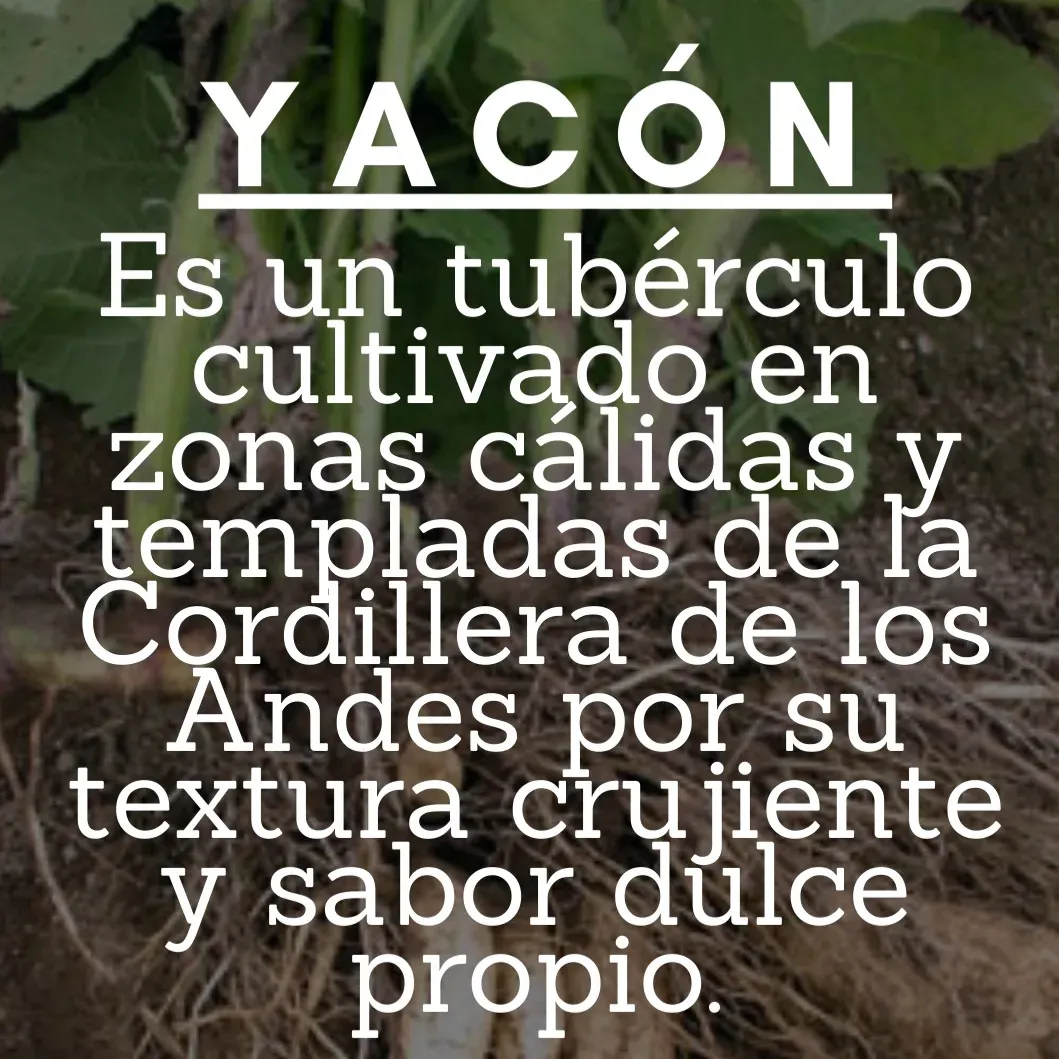 YACÓN
Es un tubérculo
cultivado en
zonas cálidas y
templadas de la
Cordillera de los
Andes por su
textura crujiente
y sabor dulce
propio.